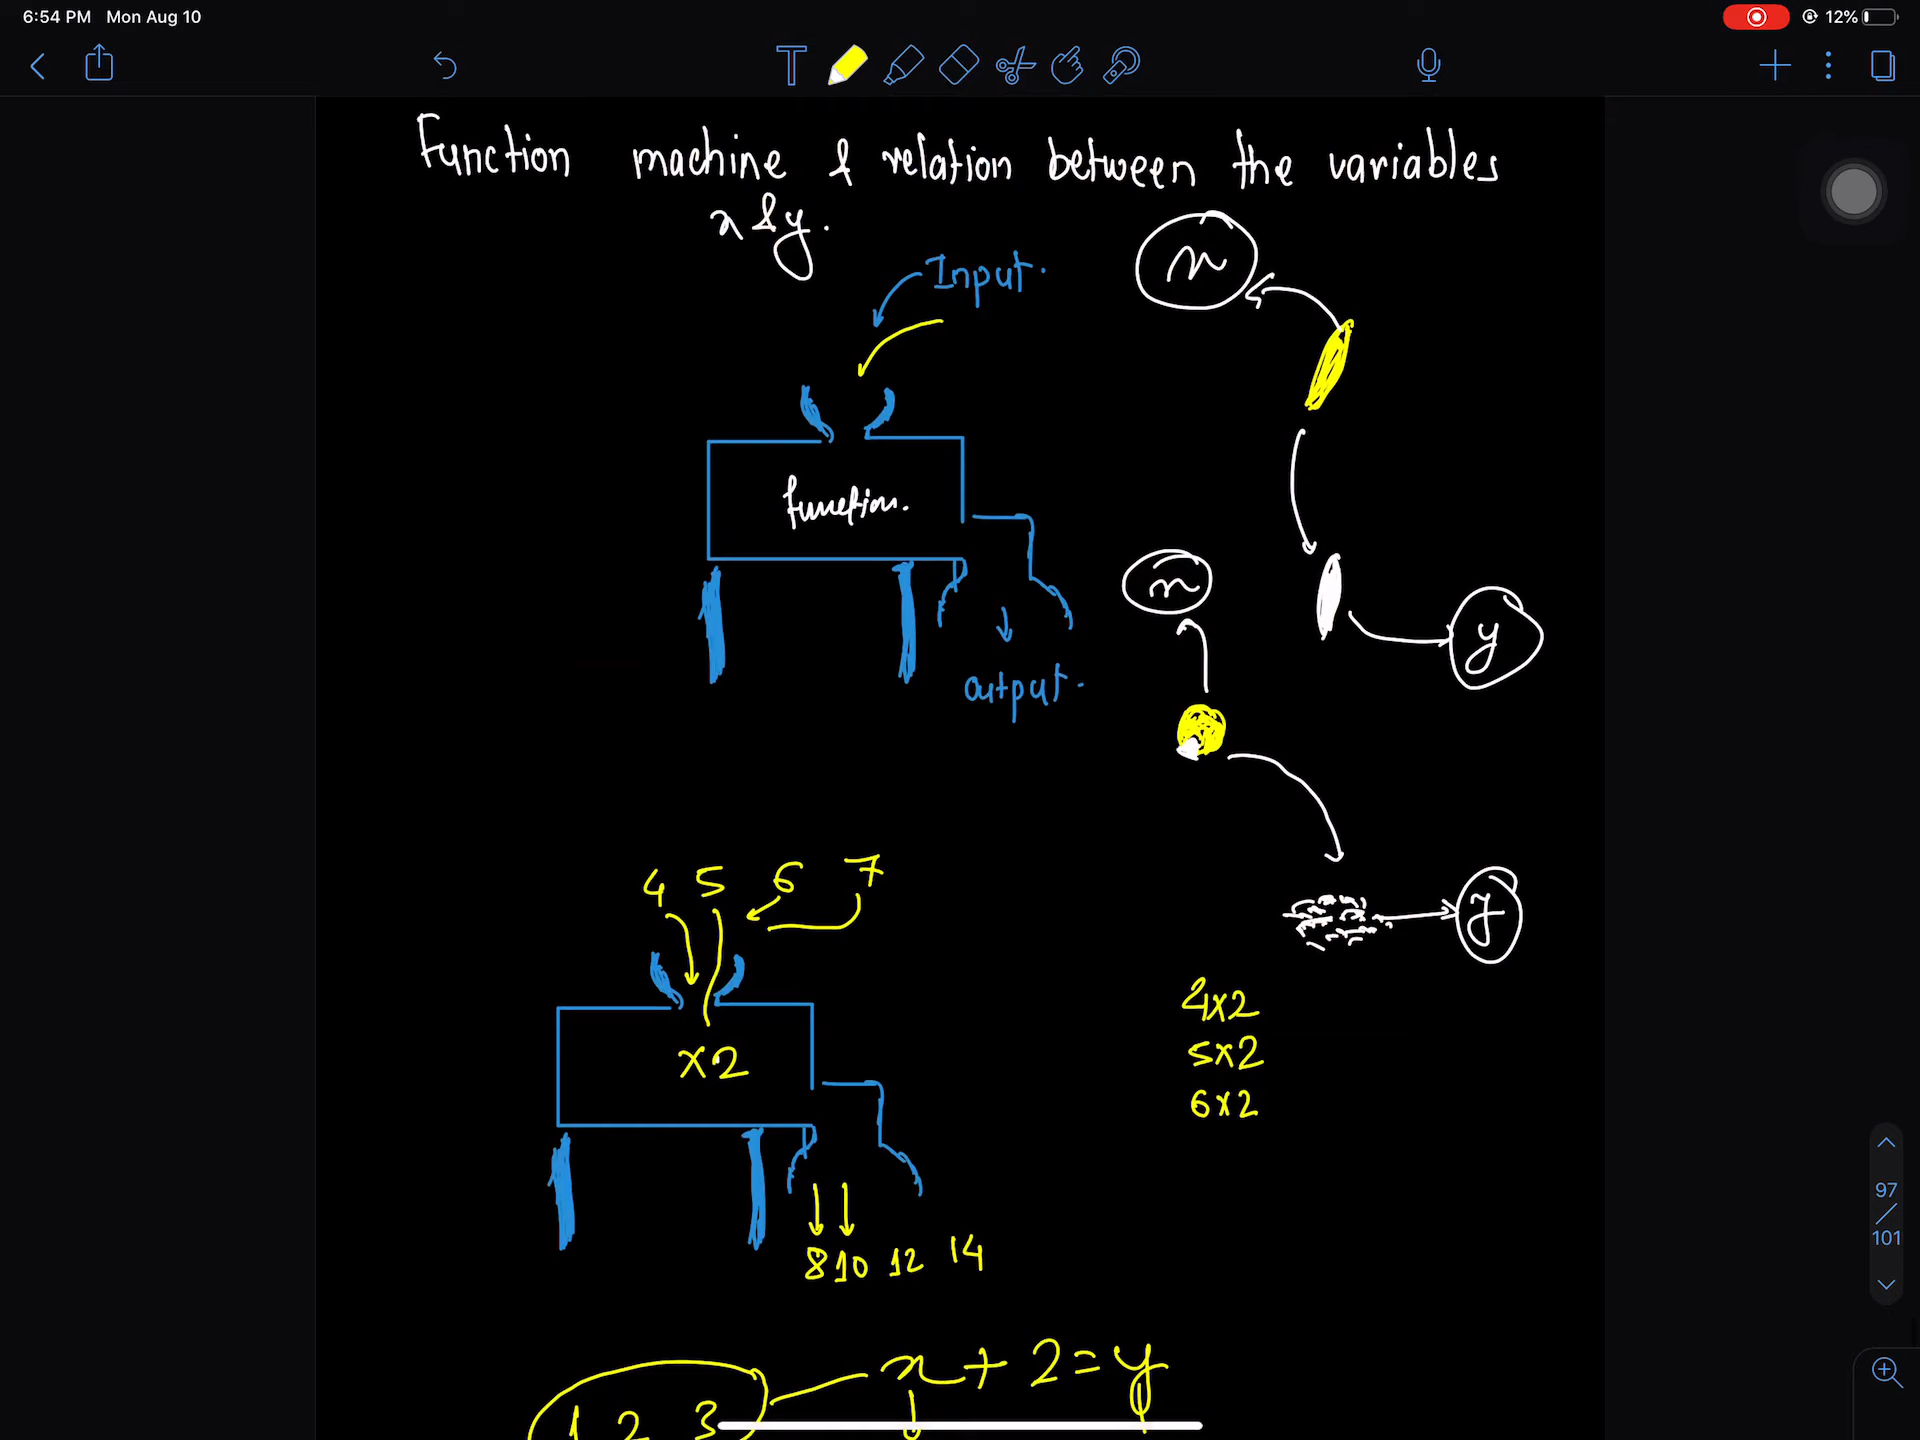 6:54 PM Mon Aug 10
12%
Function machine & relation between the variables
x & y.
Input.
x
function.
x
y
output.
4 5 6 7
y
4x2
x2
5x2
6x2
97
/
101
8 10 12 14
x + 2 = y
1 2 3